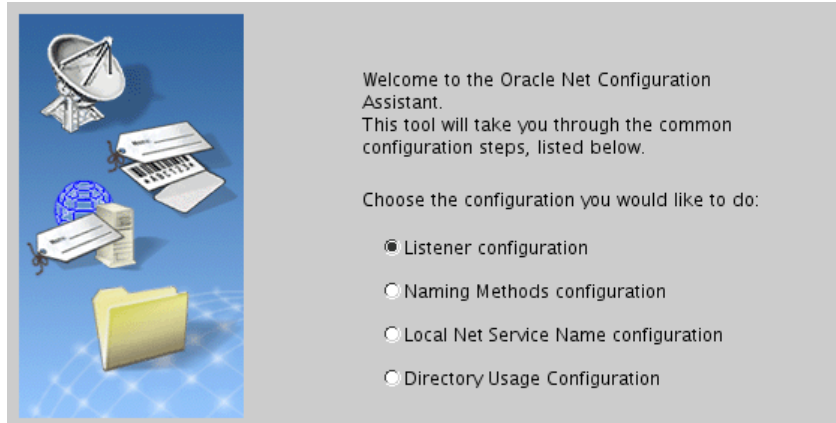 Welcome to the Oracle Net Configuration
Assistant.
This tool will take you through the common
configuration steps, listed below.
Choose the configuration you would like to do:
Listener configuration
Naming Methods configuration
Local Net Service Name configuration
Directory Usage Configuration